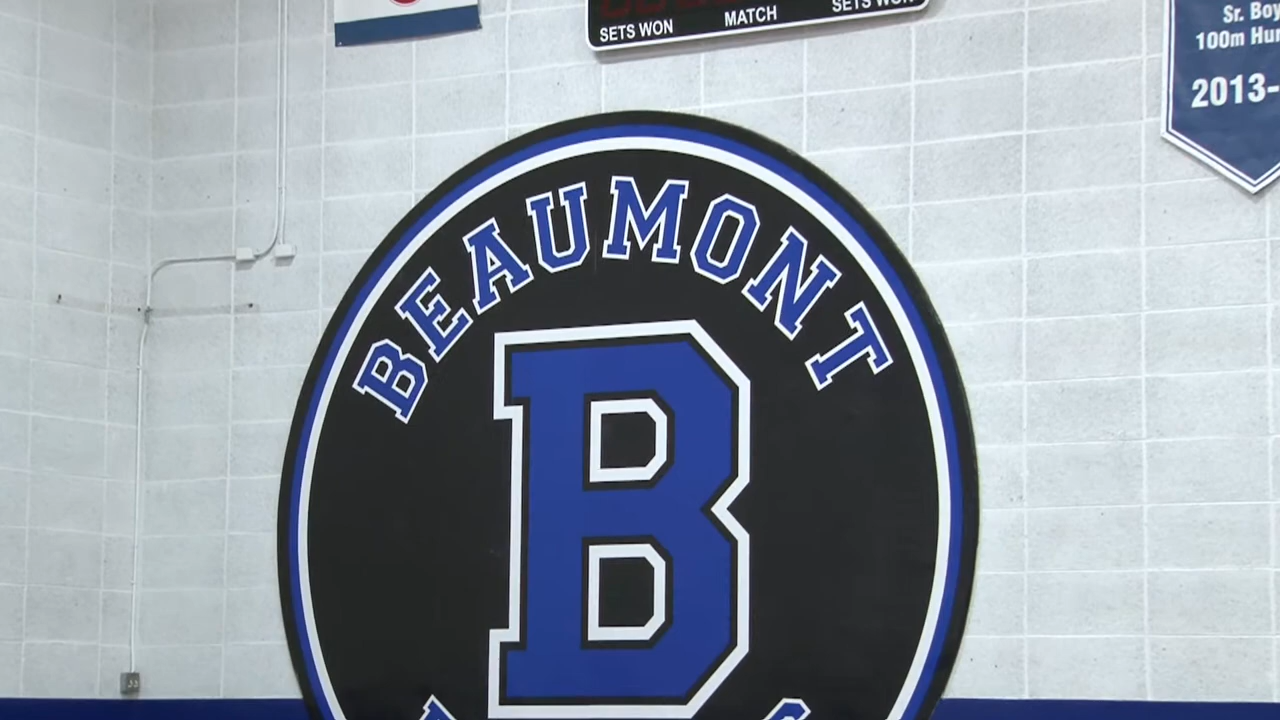 SETS WON MATCH SETS WON
Sr. Boy
100m Hur
2013-
BEAUMONT
B